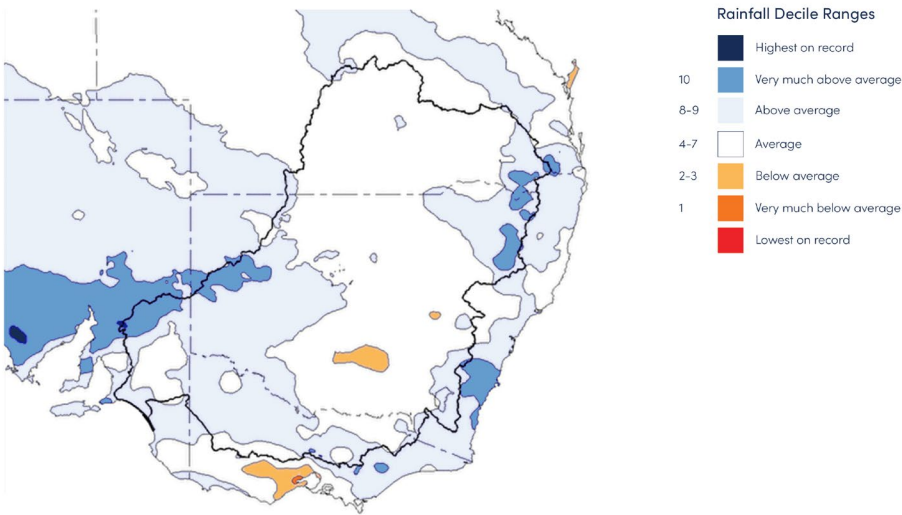 Rainfall Decile Ranges
Highest on record
10 Very much above average
8-9 Above average
4-7 Average
2-3 Below average
1 Very much below average
Lowest on record